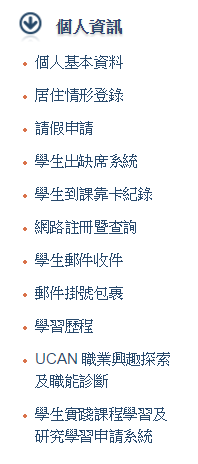 個人資訊
個人基本資料
居住情形登錄
請假申請
學生出缺席系統
學生到課靠卡紀錄
網路註冊暨查詢
學生郵件收件
郵件掛號包裹
學習歷程
UCAN 職業興趣探索
及職能診斷
學生實踐課程學習及
研究學習申請系統